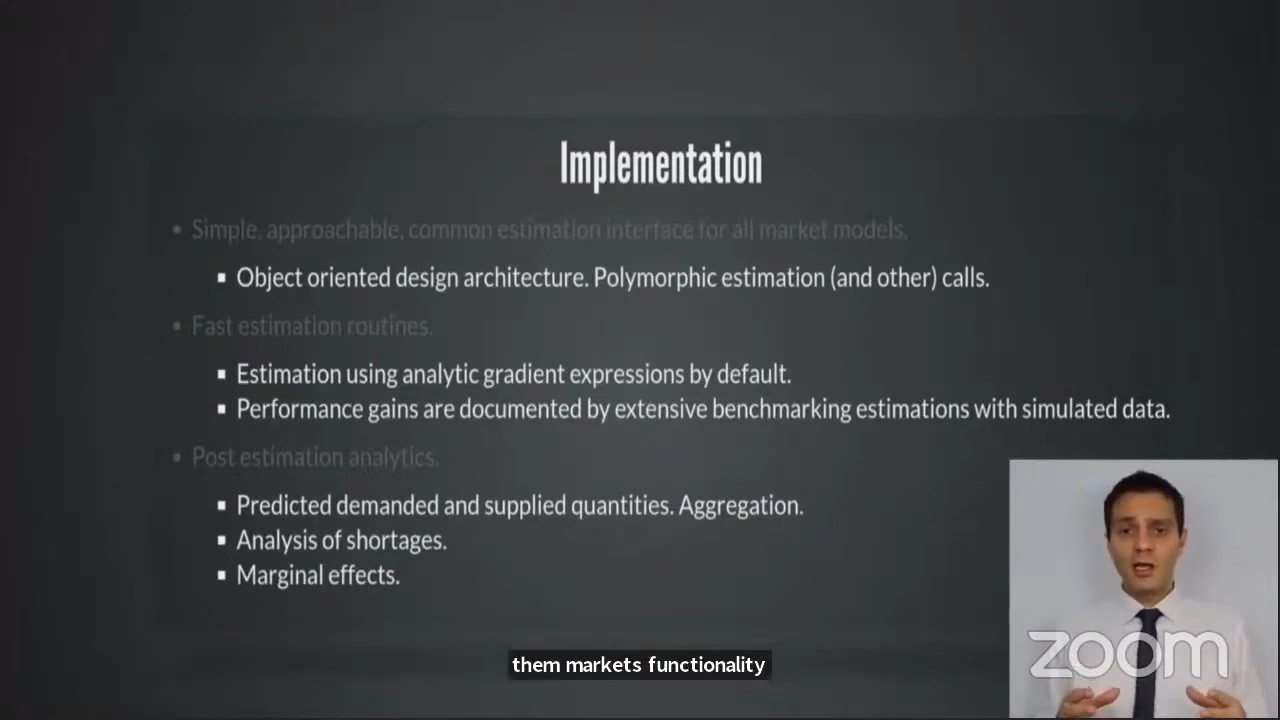 Implementation
• Simple, approachable, common estimation interface for all market models.
▪ Object oriented design architecture. Polymorphic estimation (and other) calls.
• Fast estimation routines.
▪ Estimation using analytic gradient expressions by default.
▪ Performance gains are documented by extensive benchmarking estimations with simulated data.
• Post estimation analytics.
▪ Predicted demanded and supplied quantities. Aggregation.
▪ Analysis of shortages.
▪ Marginal effects.
zoom
them markets functionality